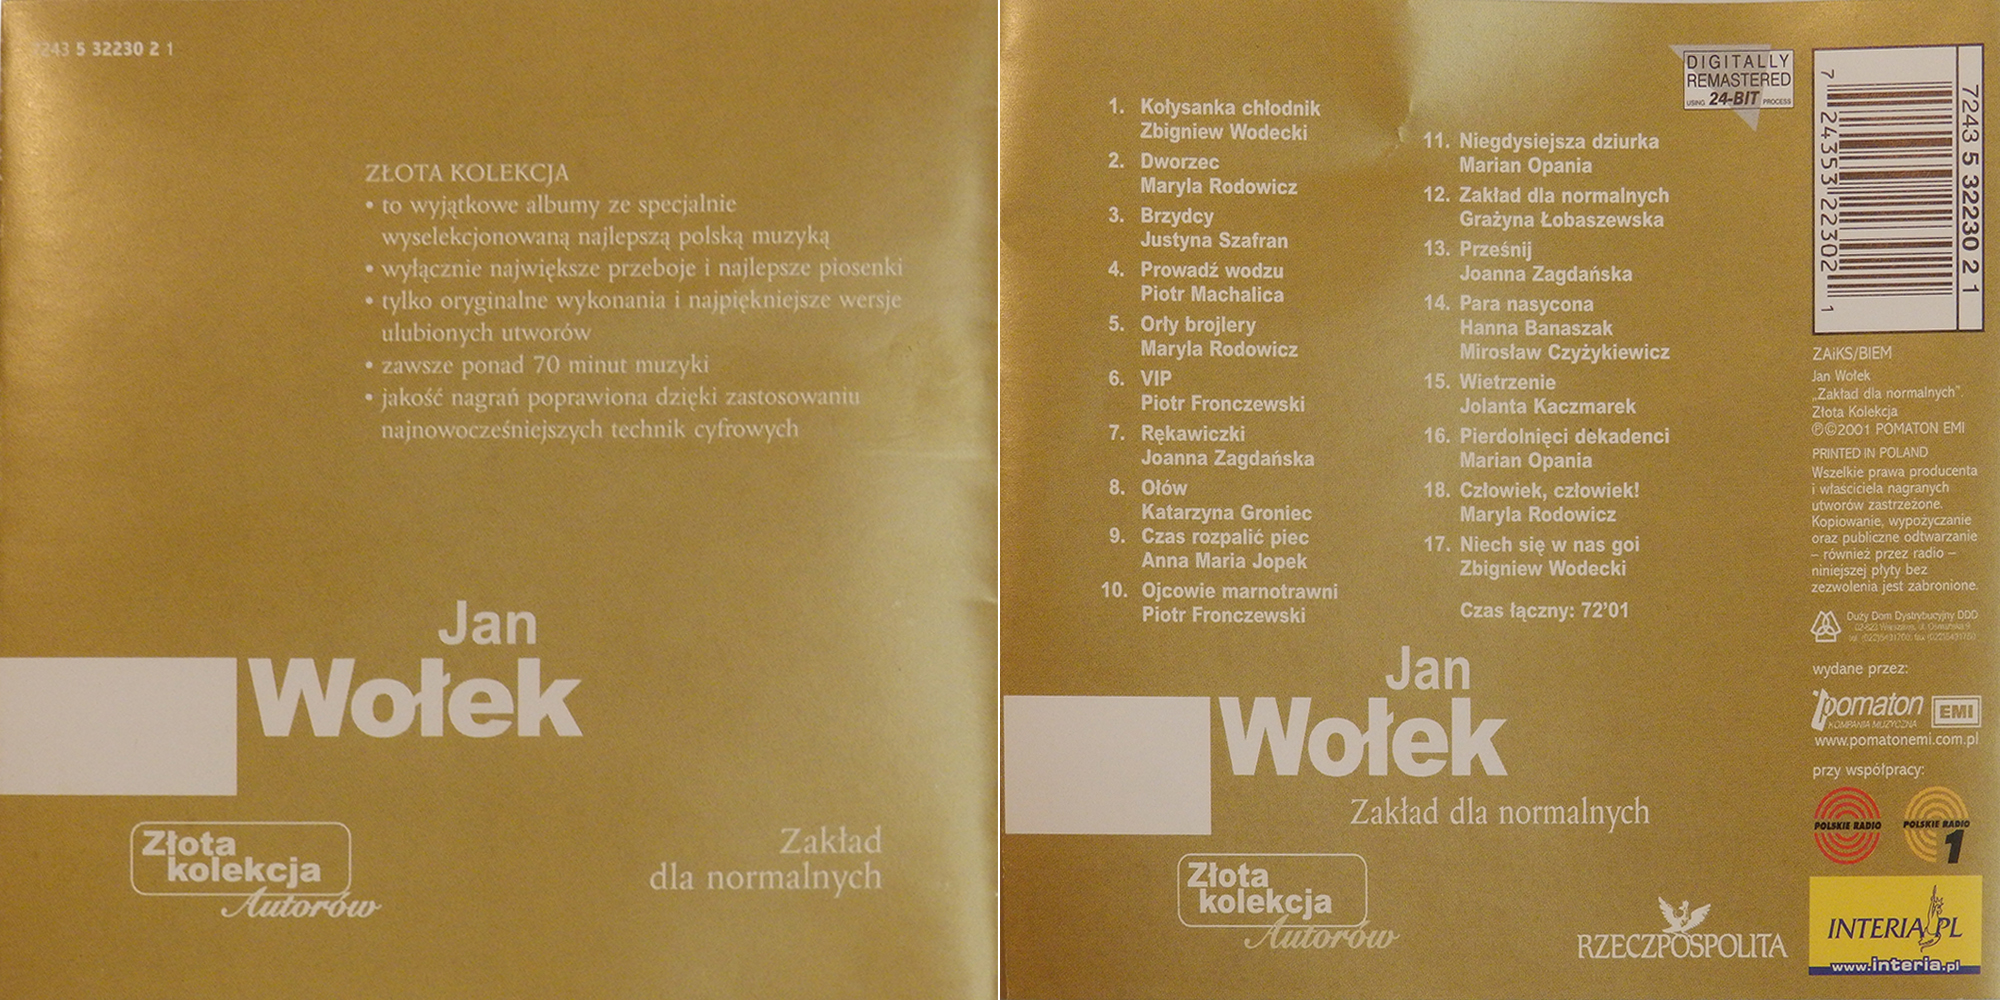 7243 5 32230 2 1
ZŁOTA KOLEKCJA
• to wyjątkowe albumy ze specjalnie
wyselekcjonowaną najlepszą polską muzyką
• wyłącznie największe przeboje i najlepsze piosenki
• tylko oryginalne wykonania i najpiękniejsze wersje
ulubionych utworów
• zawsze ponad 70 minut muzyki
• jakość nagrań poprawiona dzięki zastosowaniu
najnowocześniejszych technik cyfrowych
Jan
Wołek
Złota
kolekcja
Autorów
Zakład
dla normalnych
1. Kołysanka chłodnik
Zbigniew Wodecki
2. Dworzec
Maryla Rodowicz
3. Brzydcy
Justyna Szafran
4. Prowadź wodzu
Piotr Machalica
5. Orły brojlery
Maryla Rodowicz
6. VIP
Piotr Fronczewski
7. Rękawiczki
Joanna Zagdańska
8. Ołów
Katarzyna Groniec
9. Czas rozpalić piec
Anna Maria Jopek
10. Ojcowie marnotrawni
Piotr Fronczewski
11. Niegdysiejsza dziurka
Marian Opania
12. Zakład dla normalnych
Grażyna Łobaszewska
13. Prześnij
Joanna Zagdańska
14. Para nasycona
Hanna Banaszak
Mirosław Czyżykiewicz
15. Wietrzenie
Jolanta Kaczmarek
16. Pierdolnięci dekadenci
Marian Opania
18. Człowiek, człowiek!
Maryla Rodowicz
17. Niech się w nas goi
Zbigniew Wodecki
Czas łączny: 72'01
Jan
Wołek
Zakład dla normalnych
Złota
kolekcja
Autorów
RZECZPOSPOLITA
DIGITALLY
REMASTERED
USING 24-BIT PROCESS
7243 5 32230 2 1
7 24353 22302 1
ZAiKS/BIEM
Jan Wołek
„Zakład dla normalnych".
Złota Kolekcja
℗©2001 POMATON EMI
PRINTED IN POLAND
Wszelkie prawa producenta
i właściciela nagranych
utworów zastrzeżone.
Kopiowanie, wypożyczanie
oraz publiczne odtwarzanie
– również przez radio –
niniejszej płyty bez
zezwolenia jest zabronione.
Duży Dom Dystrybucyjny DDD
wydane przez:
pomaton EMI
KOMPANIA MUZYCZNA
www.pomatonemi.com.pl
przy współpracy:
POLSKIE RADIO
POLSKIE RADIO
1
INTERIA.PL
www.interia.pl